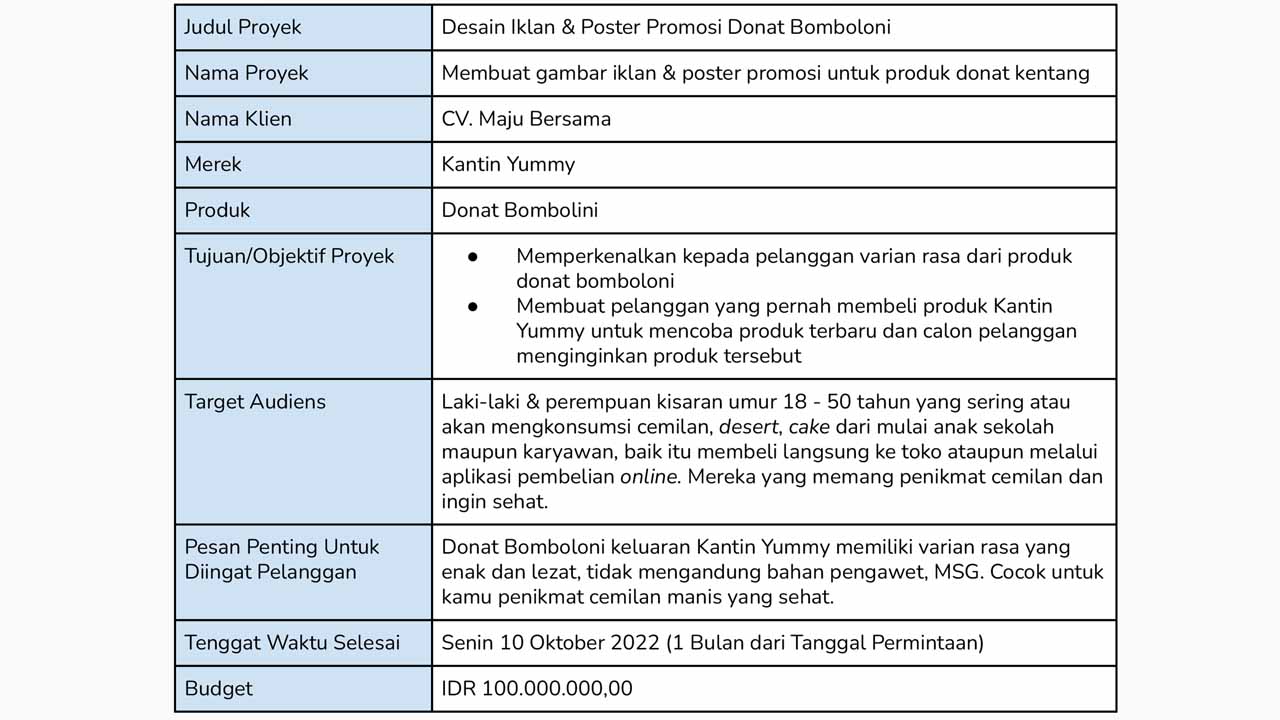 Judul Proyek
Desain Iklan & Poster Promosi Donat Bomboloni
Nama Proyek
Membuat gambar iklan & poster promosi untuk produk donat kentang
Nama Klien
CV. Maju Bersama
Merek
Kantin Yummy
Produk
Donat Bombolini
Tujuan/Objektif Proyek
● Memperkenalkan kepada pelanggan varian rasa dari produk
donat bomboloni
● Membuat pelanggan yang pernah membeli produk Kantin
Yummy untuk mencoba produk terbaru dan calon pelanggan
menginginkan produk tersebut
Target Audiens
Laki-laki & perempuan kisaran umur 18 - 50 tahun yang sering atau
akan mengkonsumsi cemilan, desert, cake dari mulai anak sekolah
maupun karyawan, baik itu membeli langsung ke toko ataupun melalui
aplikasi pembelian online. Mereka yang memang penikmat cemilan dan
ingin sehat.
Pesan Penting Untuk
Diingat Pelanggan
Donat Bomboloni keluaran Kantin Yummy memiliki varian rasa yang
enak dan lezat, tidak mengandung bahan pengawet, MSG. Cocok untuk
kamu penikmat cemilan manis yang sehat.
Tenggat Waktu Selesai
Senin 10 Oktober 2022 (1 Bulan dari Tanggal Permintaan)
Budget
IDR 100.000.000,00